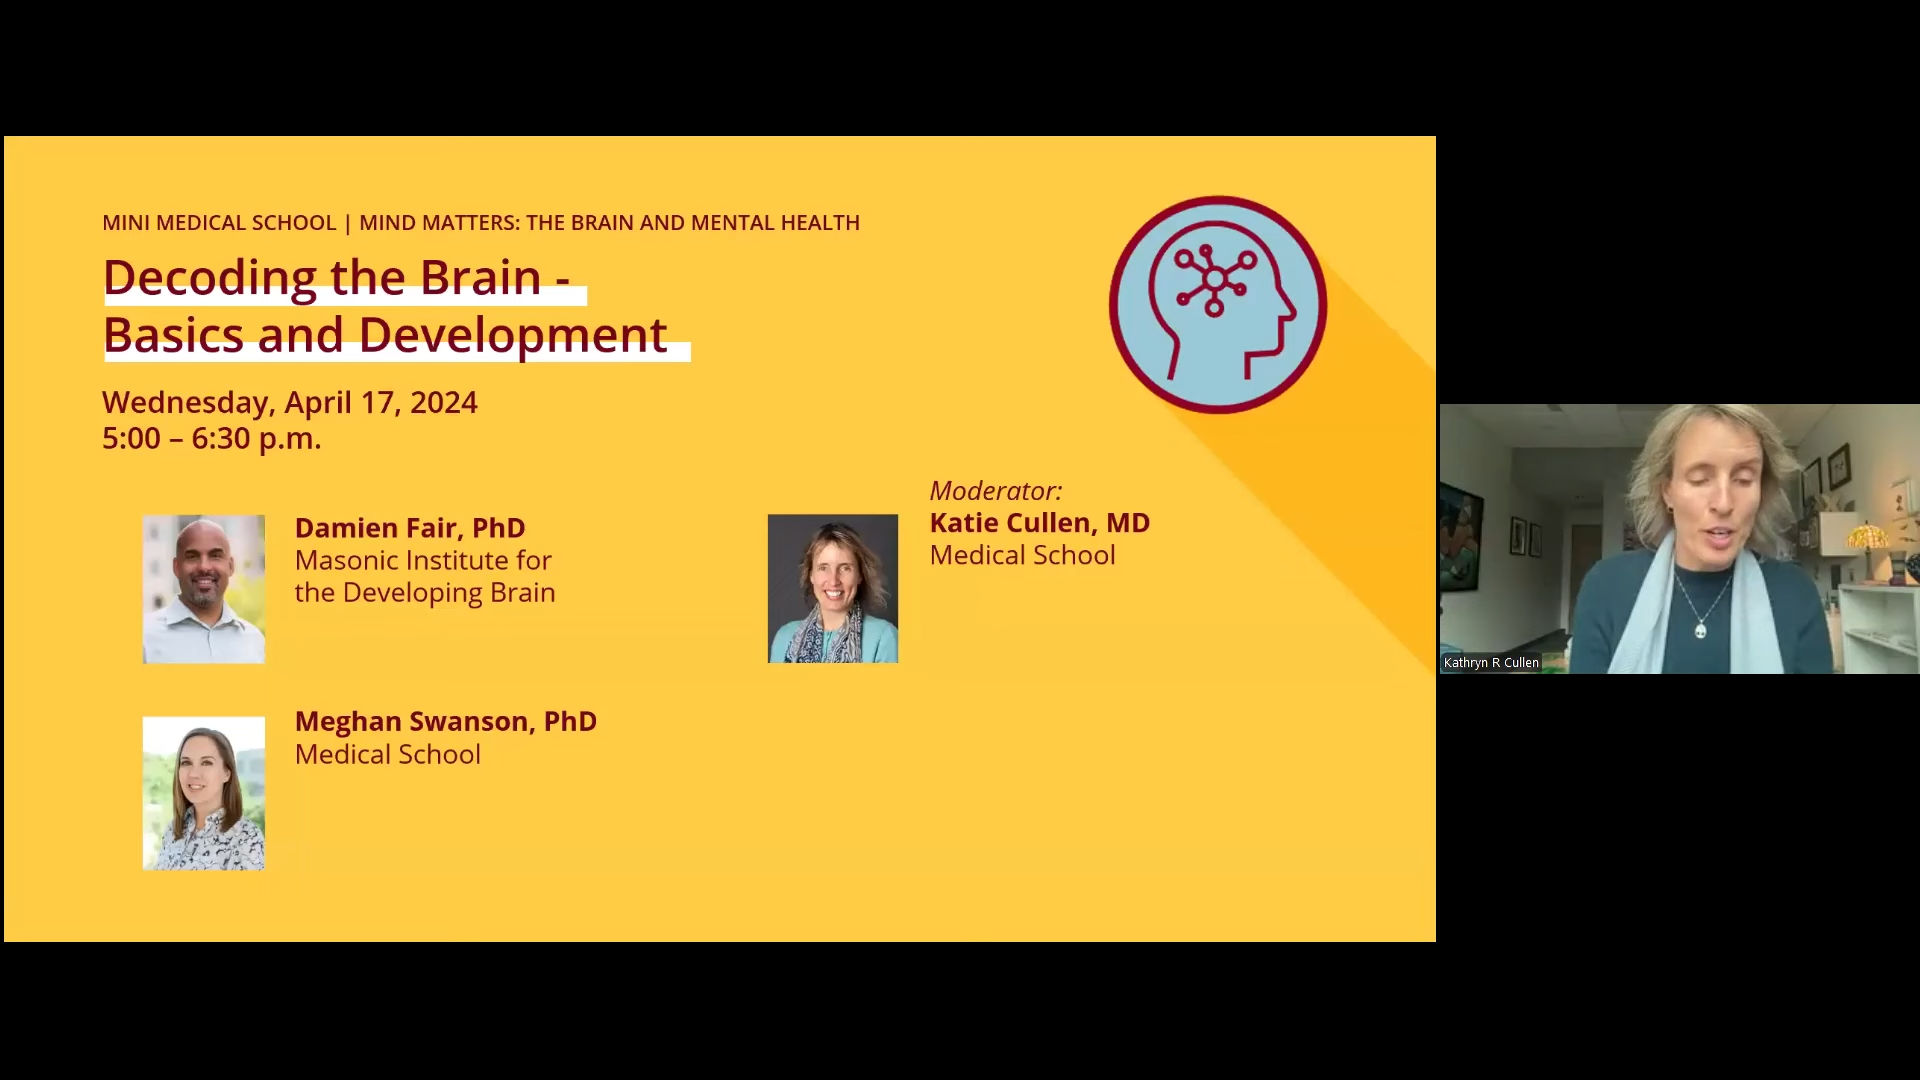 MINI MEDICAL SCHOOL | MIND MATTERS: THE BRAIN AND MENTAL HEALTH
Decoding the Brain -
Basics and Development
Wednesday, April 17, 2024
5:00 – 6:30 p.m.
Damien Fair, PhD
Masonic Institute for
the Developing Brain
Moderator:
Katie Cullen, MD
Medical School
Meghan Swanson, PhD
Medical School
Kathryn R Cullen